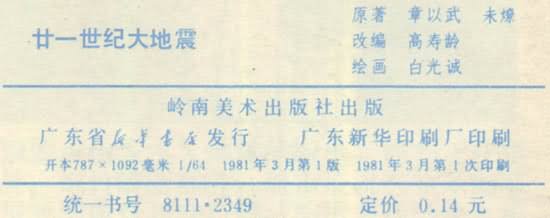 原著 章以武 未燎
廿一世纪大地震
改编 高寿龄
绘画 白光诚
岭南美术出版社出版
广东省新华书店发行 广东新华印刷厂印刷
开本787×1092毫米 1/64 1981年3月第1版 1981年3月第1次印刷
统一书号 8111·2349 定价 0.14 元